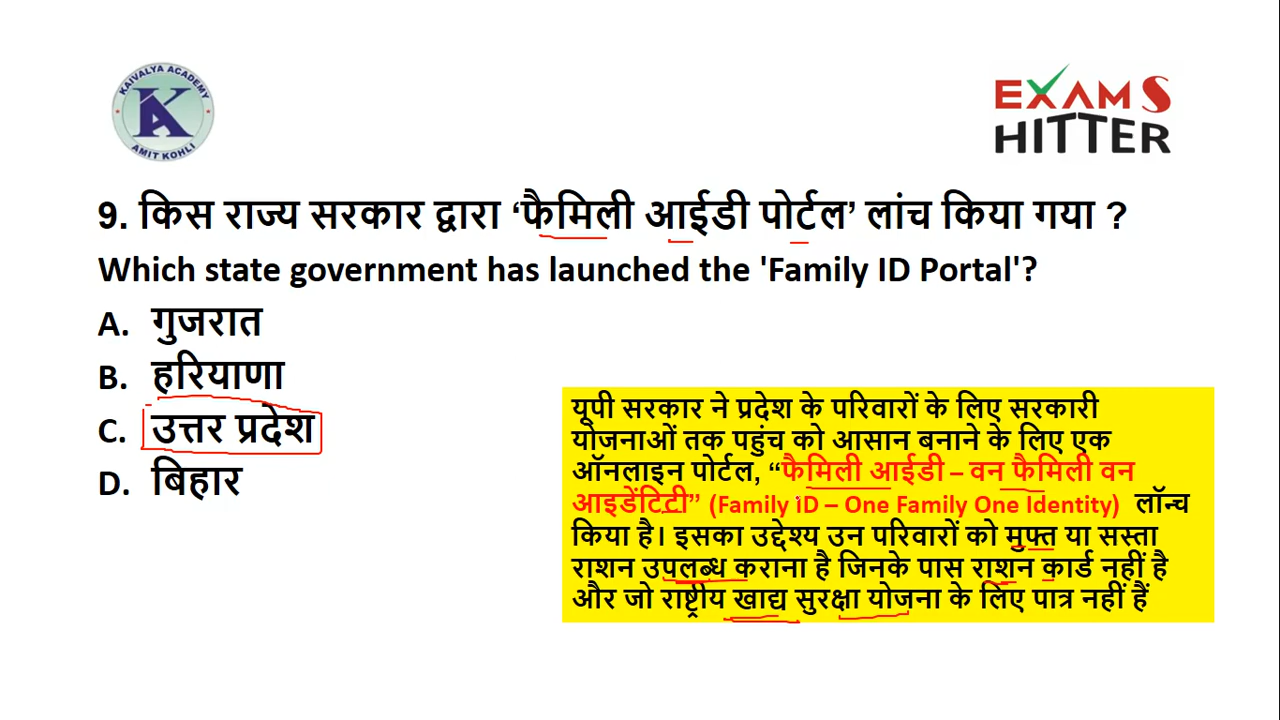 KAIVALYA ACADEMY
KA
AMIT KOHLI
EXAMS
HITTER
9. किस राज्य सरकार द्वारा ‘फैमिली आईडी पोर्टल’ लांच किया गया ?
Which state government has launched the 'Family ID Portal'?
A. गुजरात
B. हरियाणा
C. उत्तर प्रदेश
D. बिहार
यूपी सरकार ने प्रदेश के परिवारों के लिए सरकारी
योजनाओं तक पहुंच को आसान बनाने के लिए एक
ऑनलाइन पोर्टल, “फैमिली आईडी – वन फैमिली वन
आइडेंटिटी” (Family ID – One Family One Identity) लॉन्च
किया है। इसका उद्देश्य उन परिवारों को मुफ्त या सस्ता
राशन उपलब्ध कराना है जिनके पास राशन कार्ड नहीं है
और जो राष्ट्रीय खाद्य सुरक्षा योजना के लिए पात्र नहीं हैं